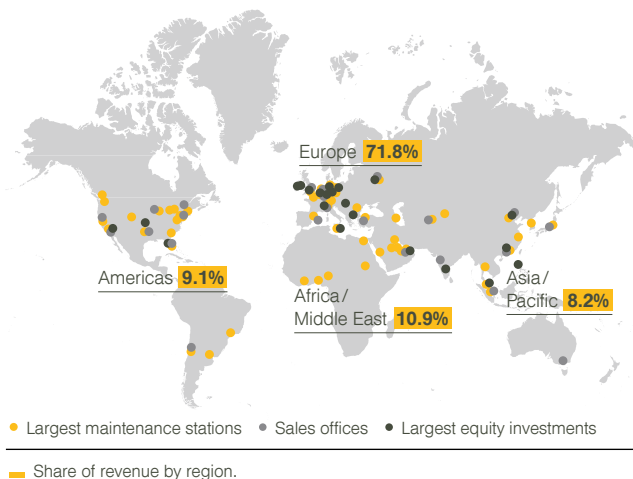 Europe 71.8%
Americas 9.1%
Africa/
Middle East 10.9%
Asia/
Pacific 8.2%
Largest maintenance stations Sales offices Largest equity investments
Share of revenue by region.